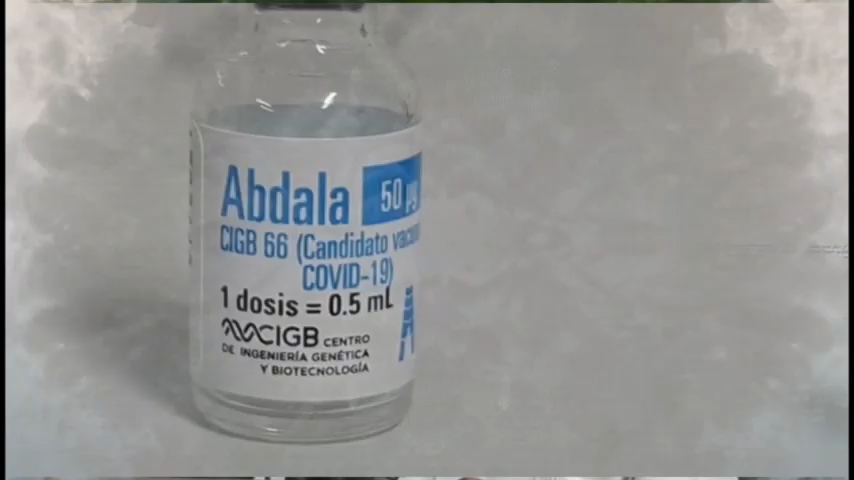 Abdala 50 µg
CIGB 66 (Candidato
COVID-19)
1 dosis = 0.5 mL
CIGB CENTRO
DE INGENIERÍA GENÉTICA
Y BIOTECNOLOGÍA